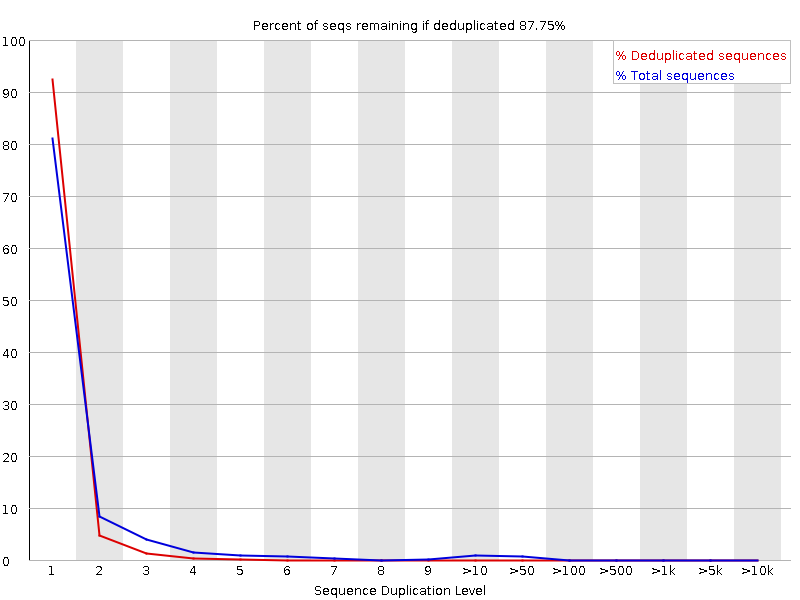 Percent of seqs remaining if deduplicated 87.75%
% Deduplicated sequences
% Total sequences
100
90
80
70
60
50
40
30
20
10
0
1 2 3 4 5 6 7 8 9 >10 >50 >100 >500 >1k >5k >10k
Sequence Duplication Level